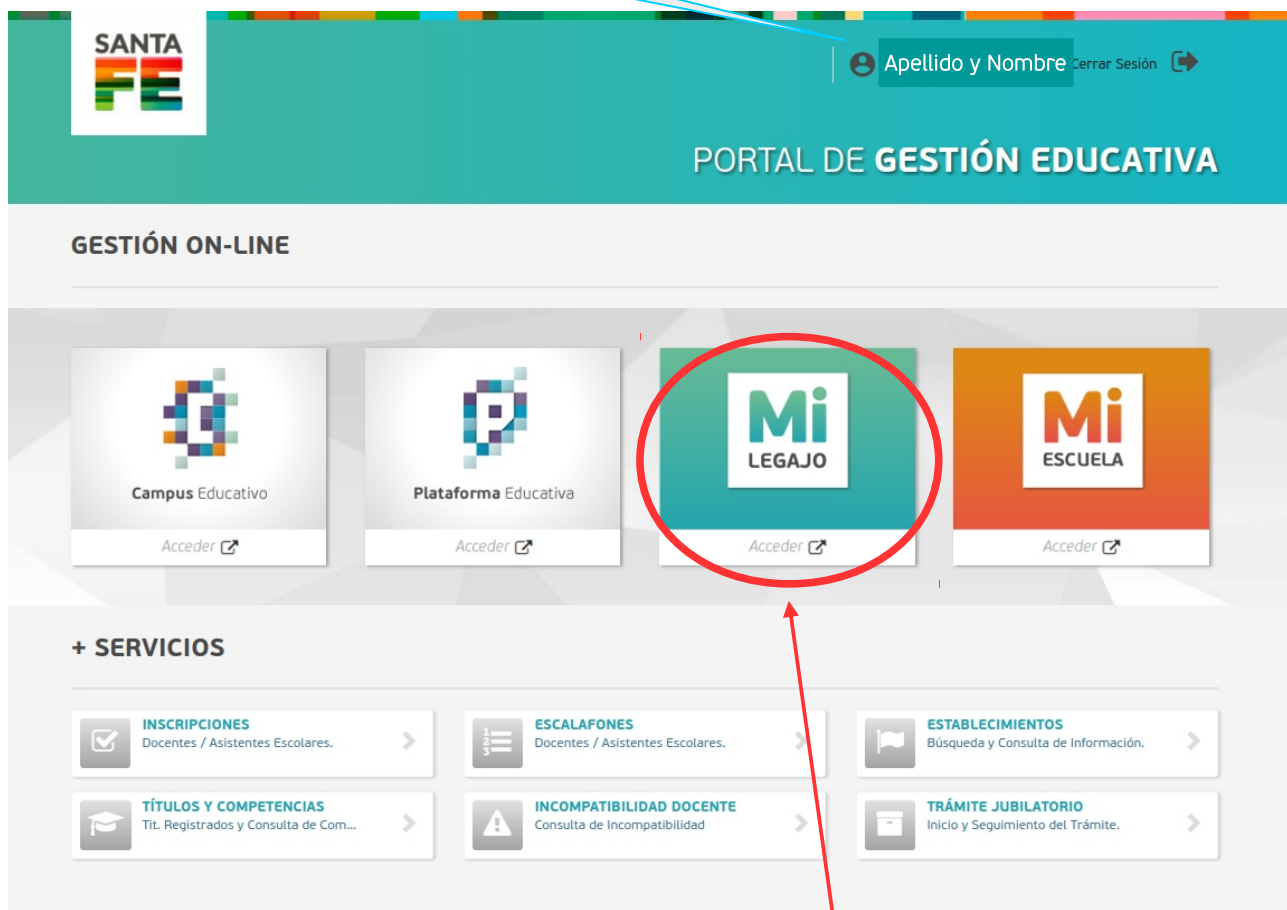 SANTA
FE
Apellido y Nombre Cerrar Sesión
PORTAL DE GESTIÓN EDUCATIVA
GESTIÓN ON-LINE
Campus Educativo
Acceder
Plataforma Educativa
Acceder
Mi
LEGAJO
Acceder
Mi
ESCUELA
Acceder
+ SERVICIOS
INSCRIPCIONES
Docentes / Asistentes Escolares.
1
2
3
ESCALAFONES
Docentes / Asistentes Escolares.
ESTABLECIMIENTOS
Búsqueda y Consulta de Información.
TÍTULOS Y COMPETENCIAS
Tit. Registrados y Consulta de Com...
INCOMPATIBILIDAD DOCENTE
Consulta de Incompatibilidad
TRÁMITE JUBILATORIO
Inicio y Seguimiento del Trámite.